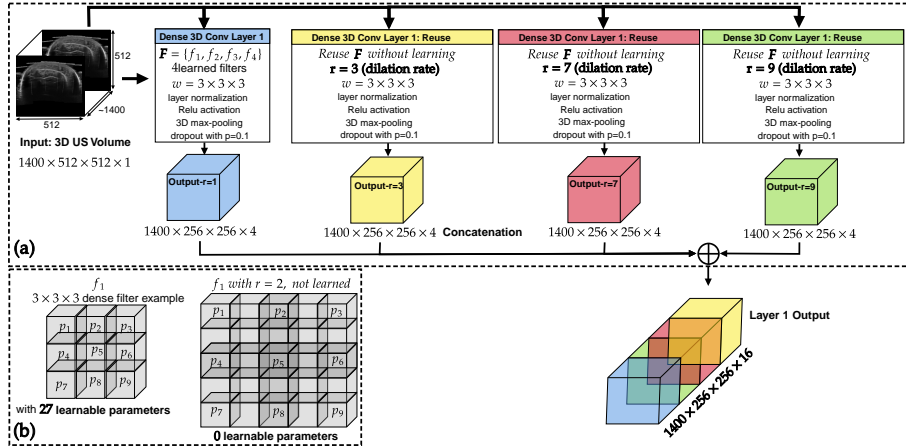 (a)
512
512
~1400
Input: 3D US Volume
1400 × 512 × 512 × 1
Dense 3D Conv Layer 1
F = {f1, f2, f3, f4}
4learned filters
w = 3×3×3
layer normalization
Relu activation
3D max-pooling
dropout with p=0.1
Output-r=1
1400 × 256 × 256 × 4
Dense 3D Conv Layer 1: Reuse
Reuse F without learning
r = 3 (dilation rate)
w = 3×3×3
layer normalization
Relu activation
3D max-pooling
dropout with p=0.1
Output-r=3
1400 × 256 × 256 × 4
Concatenation
Dense 3D Conv Layer 1: Reuse
Reuse F without learning
r = 7 (dilation rate)
w = 3×3×3
layer normalization
Relu activation
3D max-pooling
dropout with p=0.1
Output-r=7
1400 × 256 × 256 × 4
Dense 3D Conv Layer 1: Reuse
Reuse F without learning
r = 9 (dilation rate)
w = 3×3×3
layer normalization
Relu activation
3D max-pooling
dropout with p=0.1
Output-r=9
1400 × 256 × 256 × 4
(b)
f1
3 × 3 × 3 dense filter example
p1 p2 p3
p4 p5 p6
p7 p8 p9
with 27 learnable parameters
f1 with r = 2, not learned
p1 p2 p3
p4 p5 p6
p7 p8 p9
0 learnable parameters
Layer 1 Output
1400 × 256 × 256 × 16